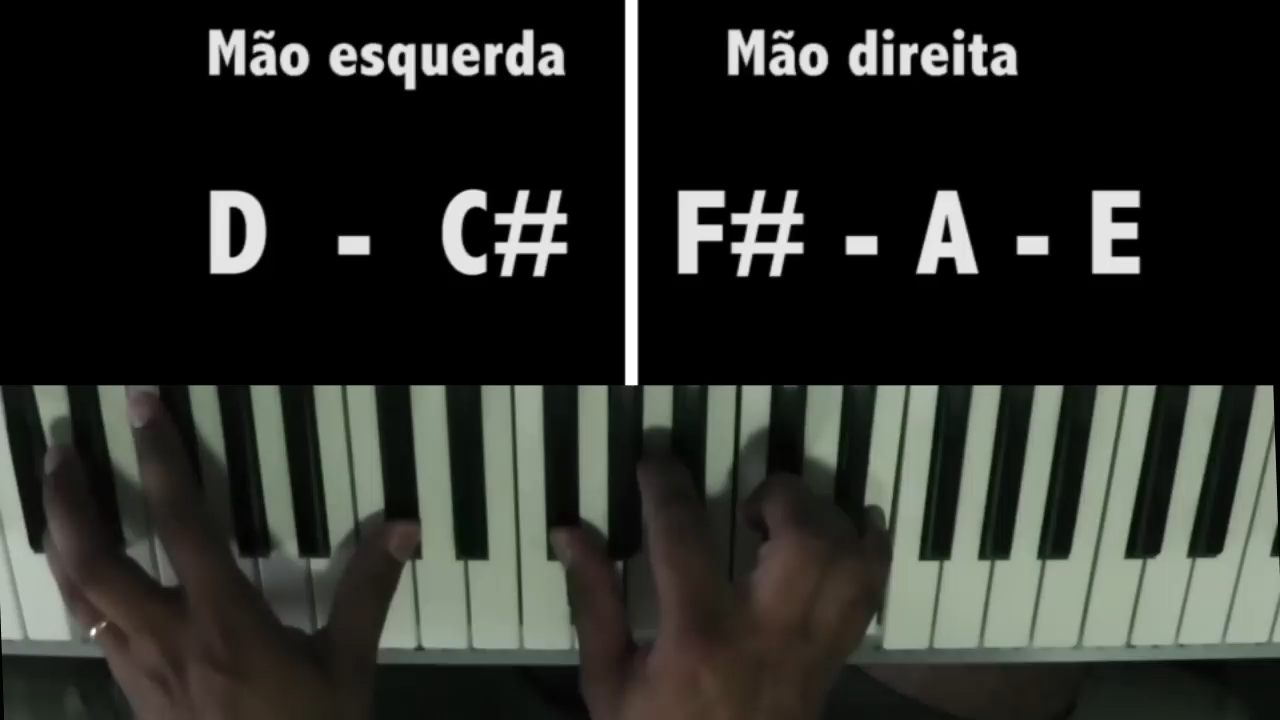 Mão esquerda
Mão direita
D - C#
F# - A - E